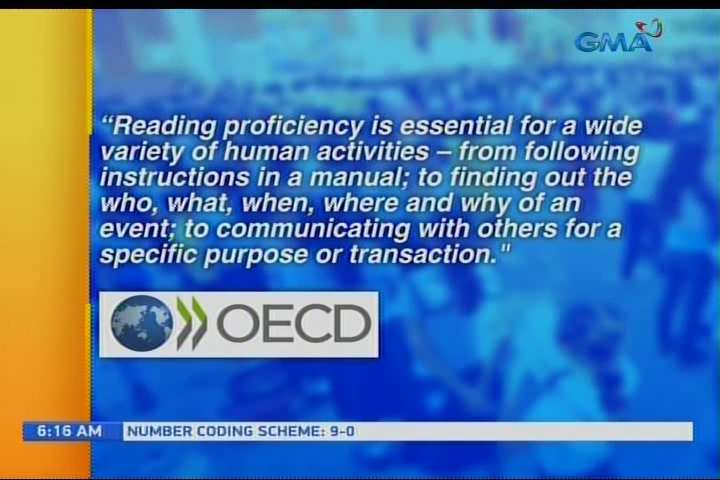 GMA
“Reading proficiency is essential for a wide
variety of human activities – from following
instructions in a manual; to finding out the
who, what, when, where and why of an
event; to communicating with others for a
specific purpose or transaction."
OECD
6:16 AM NUMBER CODING SCHEME: 9-0